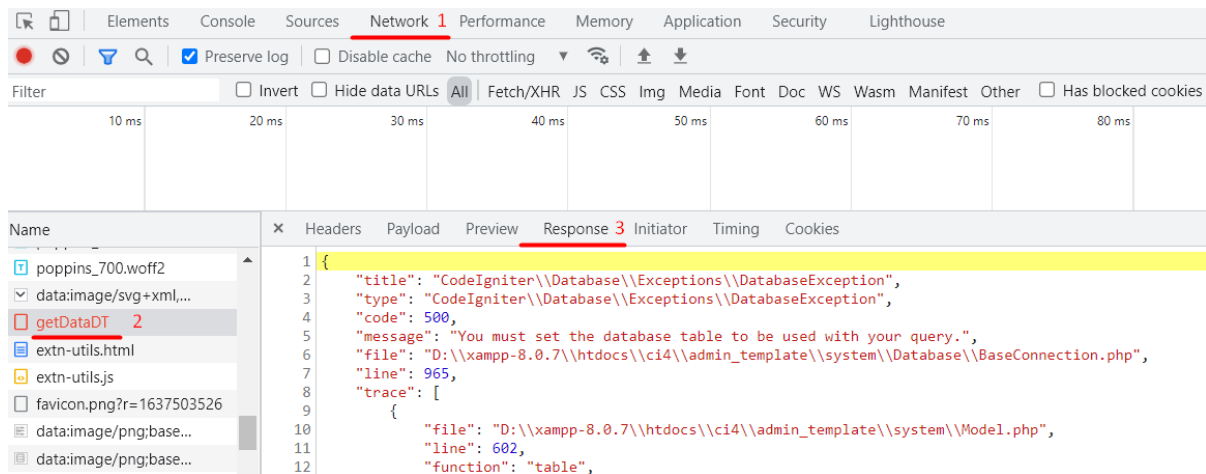 Elements Console Sources Network 1 Performance Memory Application Security Lighthouse
Preserve log Disable cache No throttling
Filter Invert Hide data URLs All Fetch/XHR JS CSS Img Media Font Doc WS Wasm Manifest Other Has blocked cookies
10 ms 20 ms 30 ms 40 ms 50 ms 60 ms 70 ms 80 ms
Name × Headers Payload Preview Response 3 Initiator Timing Cookies
poppins_700.woff2
data:image/svg+xml,...
getDataDT 2
extn-utils.html
extn-utils.js
favicon.png?r=1637503526
data:image/png;base...
data:image/png;base...
1 {
2 "title": "CodeIgniter\\Database\\Exceptions\\DatabaseException",
3 "type": "CodeIgniter\\Database\\Exceptions\\DatabaseException",
4 "code": 500,
5 "message": "You must set the database table to be used with your query.",
6 "file": "D:\\xampp-8.0.7\\htdocs\\ci4\\admin_template\\system\\Database\\BaseConnection.php",
7 "line": 965,
8 "trace": [
9 {
10 "file": "D:\\xampp-8.0.7\\htdocs\\ci4\\admin_template\\system\\Model.php",
11 "line": 602,
12 "function": "table",